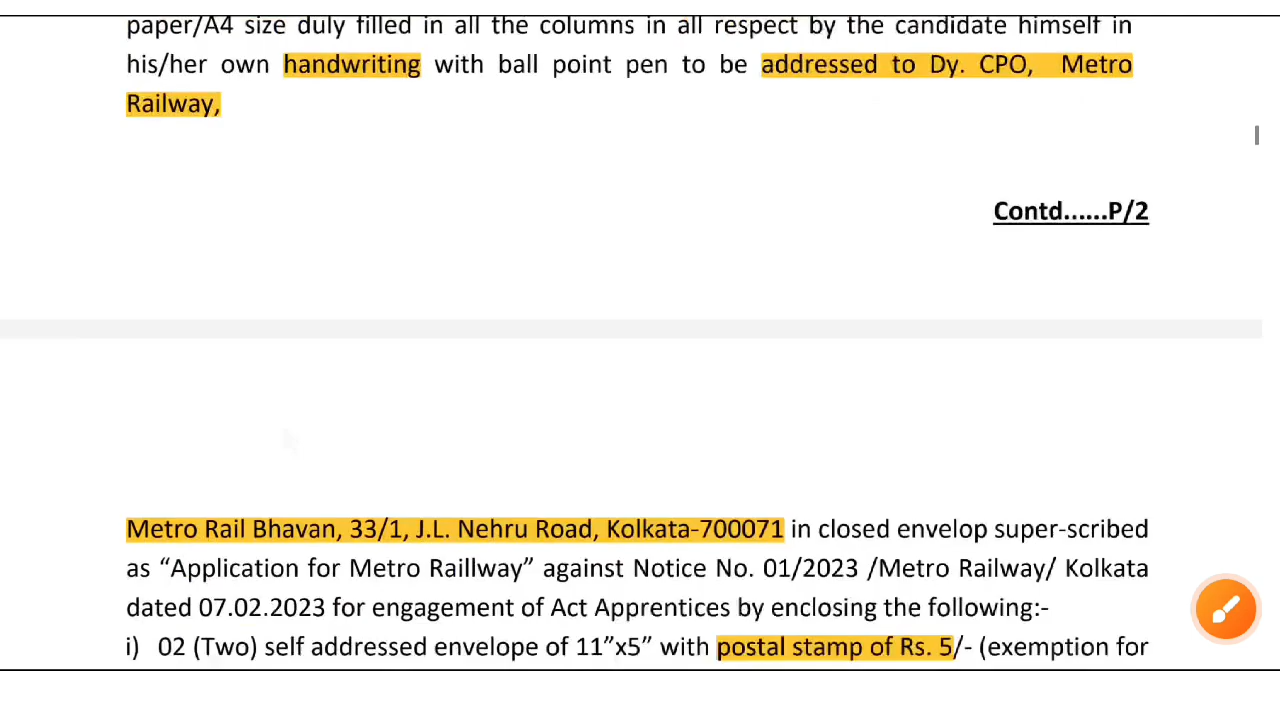 paper/A4 size duly filled in all the columns in all respect by the candidate himself in
his/her own handwriting with ball point pen to be addressed to Dy. CPO, Metro
Railway,
Contd......P/2
Metro Rail Bhavan, 33/1, J.L. Nehru Road, Kolkata-700071 in closed envelop super-scribed
as “Application for Metro Raillway” against Notice No. 01/2023 /Metro Railway/ Kolkata
dated 07.02.2023 for engagement of Act Apprentices by enclosing the following:-
i) 02 (Two) self addressed envelope of 11”x5” with postal stamp of Rs. 5/- (exemption for